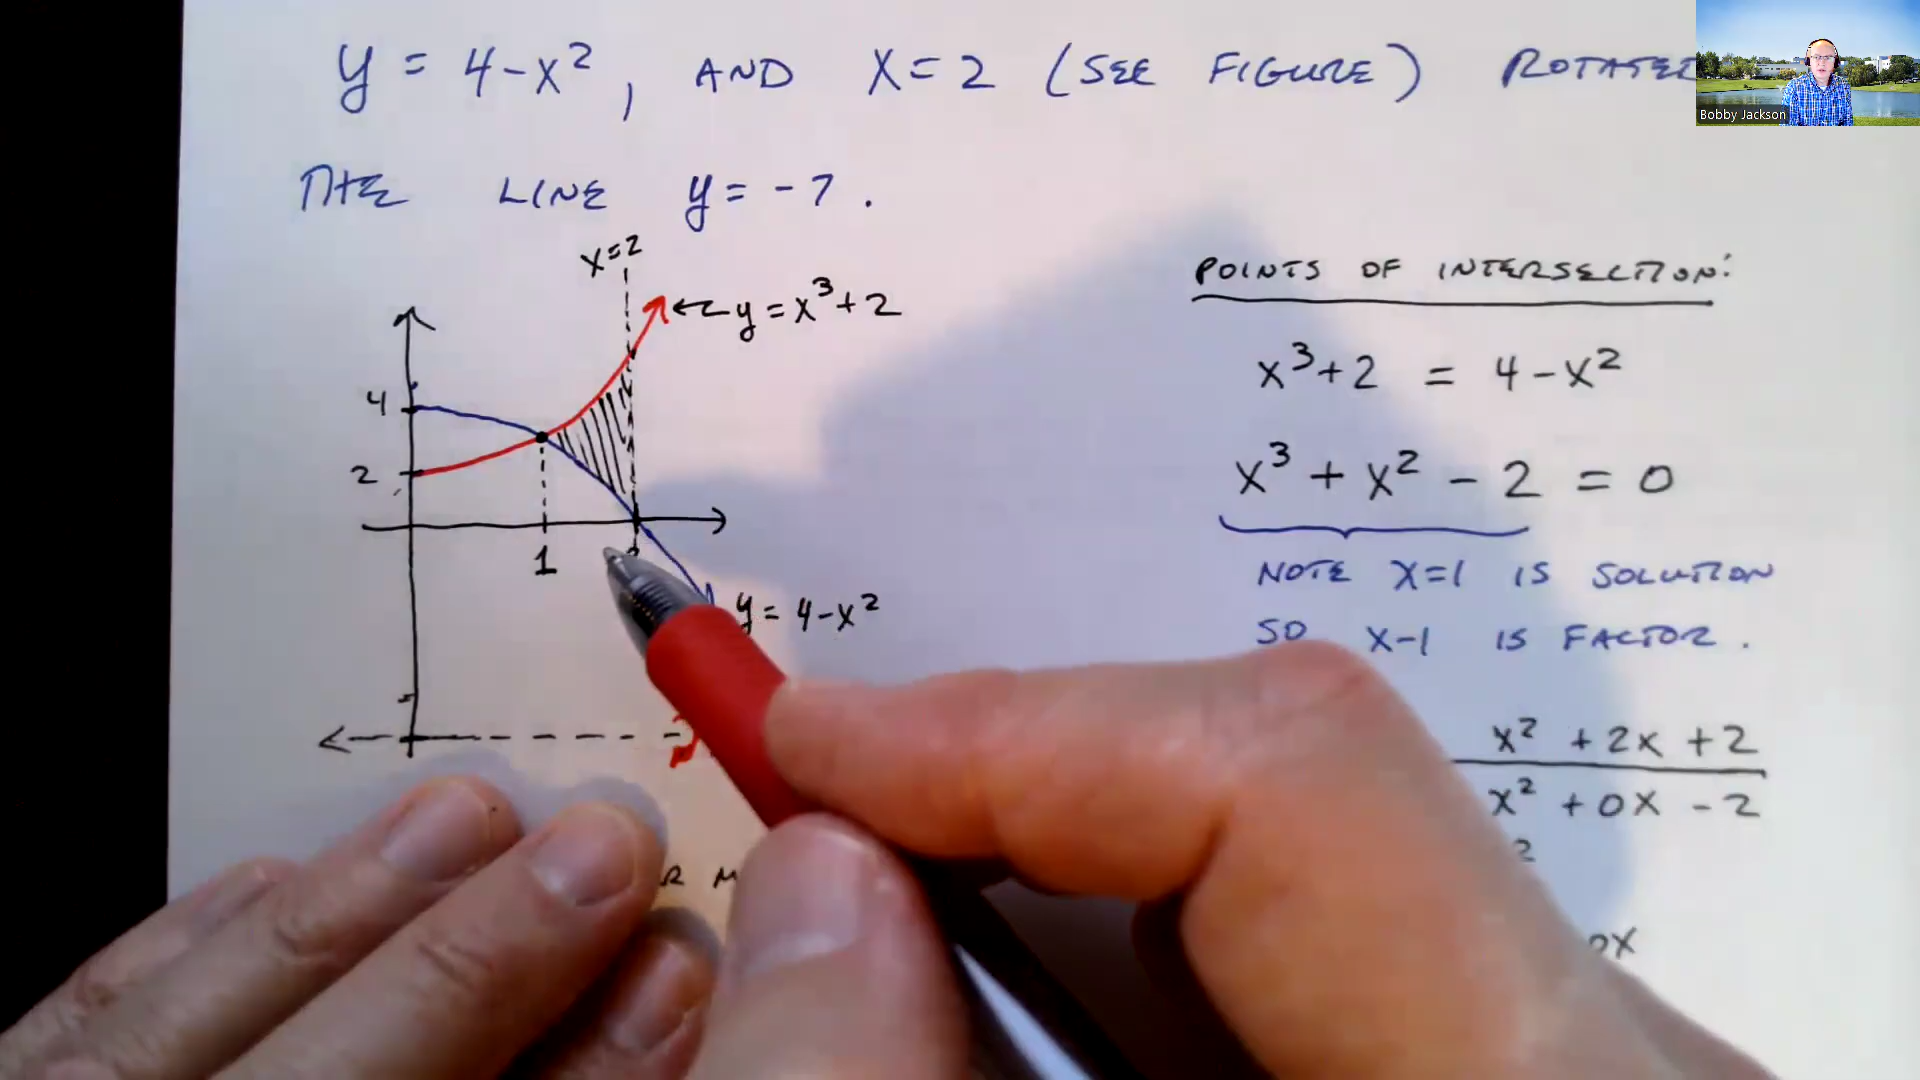 y = 4-x², AND x=2 (SEE FIGURE) ROTATED
THE LINE y=-7.
x=2
y=x³+2
4
2
1
y=4-x²
POINTS OF INTERSECTION:
x³+2 = 4-x²
x³ + x² - 2 = 0
NOTE x=1 IS SOLUTION
SO x-1 IS FACTOR.
x² +2x +2
x² +0x -2
0x
Bobby Jackson